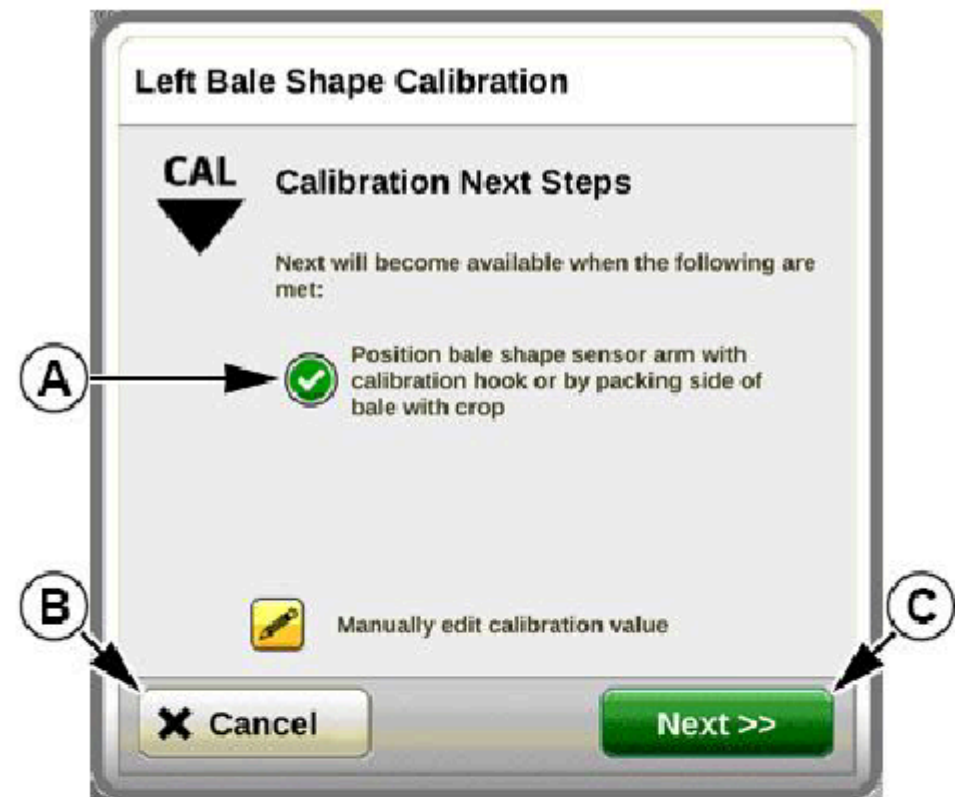 Left Bale Shape Calibration
CAL
Calibration Next Steps
Next will become available when the following are
met:
A
Position bale shape sensor arm with
calibration hook or by packing side of
bale with crop
B
C
Manually edit calibration value
Cancel
Next >>